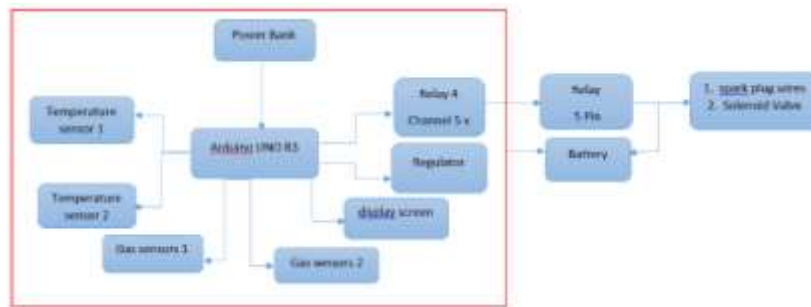 Power Bank
Relay 4
Channel 5 v
Relay
5 Pin
1. spark plug wires
2. Solenoid Valve
Temperature
sensor 1
Arduino UNO R3
Regulator
Battery
Temperature
sensor 2
display screen
Gas sensors 1
Gas sensors 2